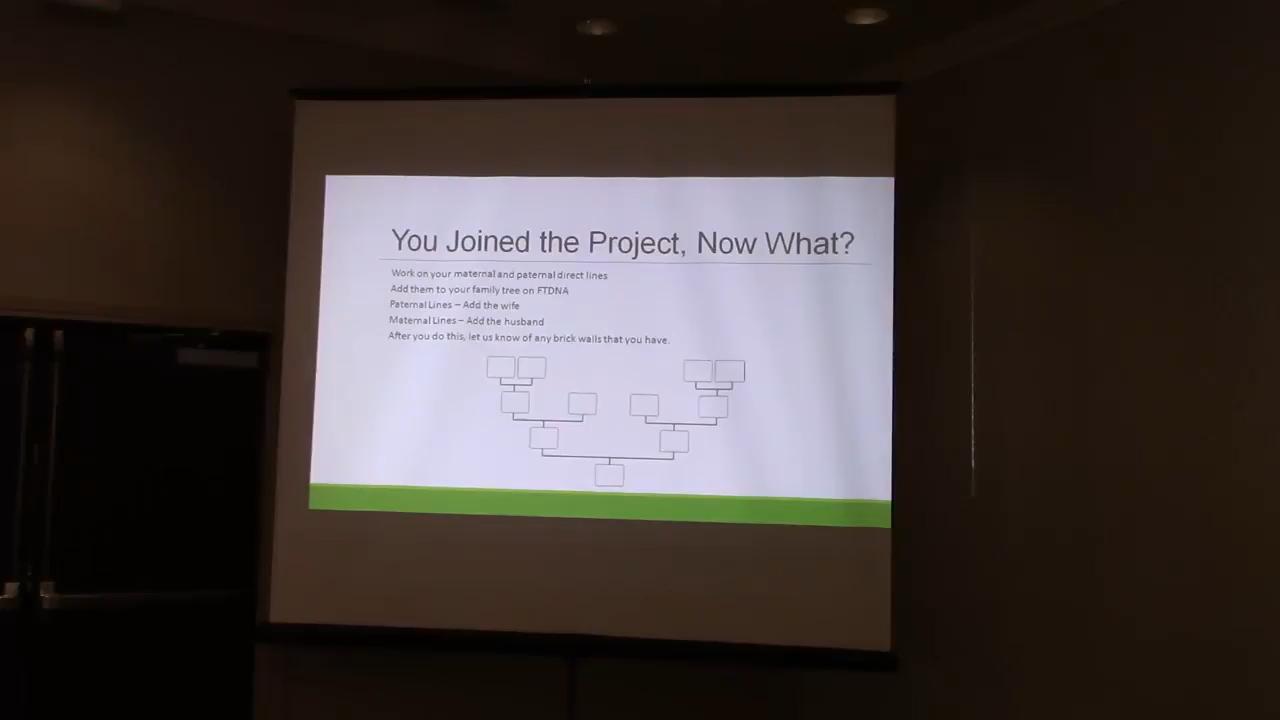 You Joined the Project, Now What?
Work on your maternal and paternal direct lines
Add them to your family tree on FTDNA
Paternal Lines – Add the wife
Maternal Lines – Add the husband
After you do this, let us know of any brick walls that you have.